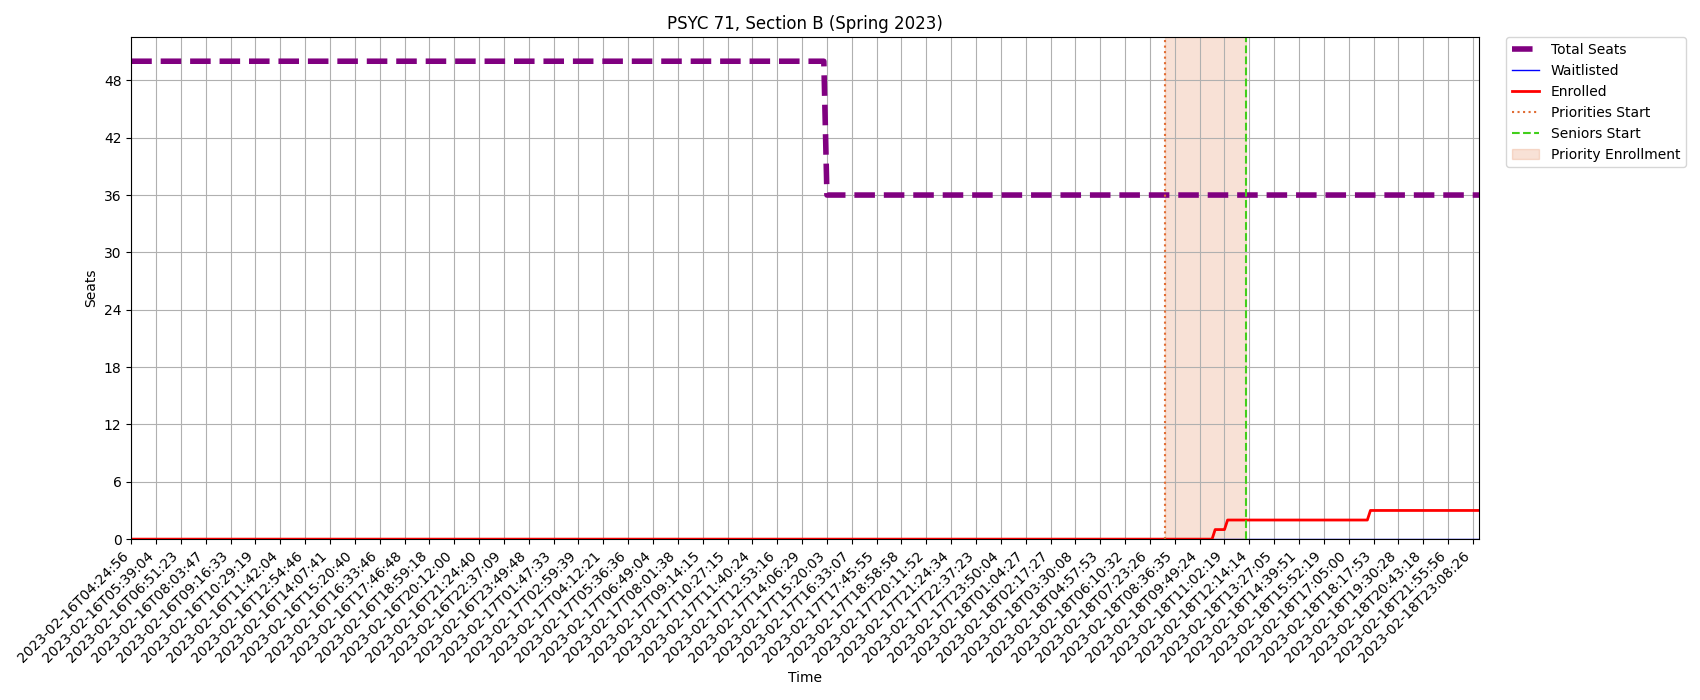 PSYC 71, Section B (Spring 2023)
Total Seats
Waitlisted
Enrolled
Priorities Start
Seniors Start
Priority Enrollment
Seats
48
42
36
30
24
18
12
6
0
2023-02-16T04:24:56
2023-02-16T05:39:04
2023-02-16T06:51:23
2023-02-16T08:03:47
2023-02-16T09:16:33
2023-02-16T10:29:19
2023-02-16T11:42:04
2023-02-16T12:54:46
2023-02-16T14:07:41
2023-02-16T15:20:40
2023-02-16T16:33:46
2023-02-16T17:46:48
2023-02-16T18:59:18
2023-02-16T20:12:00
2023-02-16T21:24:40
2023-02-16T22:37:09
2023-02-16T23:49:48
2023-02-17T01:47:33
2023-02-17T02:59:39
2023-02-17T04:12:21
2023-02-17T05:36:36
2023-02-17T06:49:04
2023-02-17T08:01:38
2023-02-17T09:14:15
2023-02-17T10:27:15
2023-02-17T11:40:24
2023-02-17T12:53:16
2023-02-17T14:06:29
2023-02-17T15:20:03
2023-02-17T16:33:07
2023-02-17T17:45:55
2023-02-17T18:58:58
2023-02-17T20:11:52
2023-02-17T21:24:34
2023-02-17T22:37:23
2023-02-17T23:50:04
2023-02-18T01:04:27
2023-02-18T02:17:27
2023-02-18T03:30:08
2023-02-18T04:57:53
2023-02-18T06:10:32
2023-02-18T07:23:26
2023-02-18T08:36:35
2023-02-18T09:49:24
2023-02-18T11:02:19
2023-02-18T12:14:14
2023-02-18T13:27:05
2023-02-18T14:39:51
2023-02-18T15:52:19
2023-02-18T17:05:00
2023-02-18T18:17:53
2023-02-18T19:30:28
2023-02-18T20:43:18
2023-02-18T21:55:56
2023-02-18T23:08:26
Time